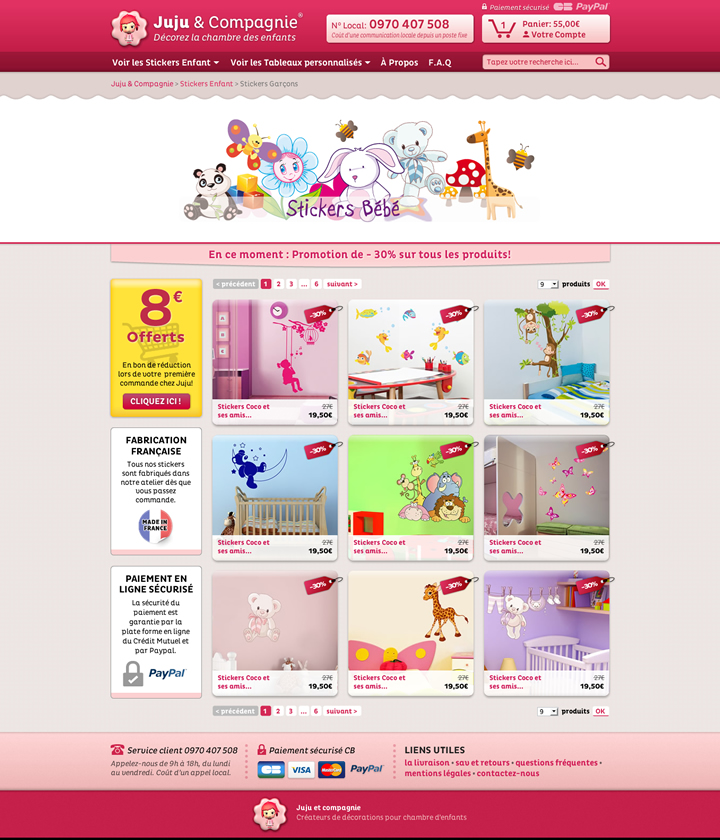 Paiement sécurisé CB PayPal
Juju & Compagnie®
Décorez la chambre des enfants
N° Local: 0970 407 508
Coût d'une communication locale depuis un poste fixe
1
Panier: 55,00€
Votre Compte
Voir les Stickers Enfant
Voir les Tableaux personnalisés
À Propos
F.A.Q
Tapez votre recherche ici...
Juju & Compagnie > Stickers Enfant > Stickers Garçons
Stickers Bébé
En ce moment : Promotion de - 30% sur tous les produits!
8€
Offerts
En bon de réduction
lors de votre première
commande chez Juju!
CLIQUEZ ICI !
< précédent 1 2 3 ... 6 suivant >
9 produits OK
-30%
-30%
-30%
Stickers Coco et
ses amis...
27€
19,50€
Stickers Coco et
ses amis...
27€
19,50€
Stickers Coco et
ses amis...
27€
19,50€
FABRICATION
FRANÇAISE
Tous nos stickers
sont fabriqués dans
notre atelier dès que
vous passez
commande.
MADE IN
FRANCE
-30%
-30%
-30%
Stickers Coco et
ses amis...
27€
19,50€
Stickers Coco et
ses amis...
27€
19,50€
Stickers Coco et
ses amis...
27€
19,50€
PAIEMENT EN
LIGNE SÉCURISÉ
La sécurité du
paiement est
garantie par la
plate forme en ligne
du Crédit Mutuel et
par Paypal.
PayPal
-30%
-30%
-30%
Stickers Coco et
ses amis...
27€
19,50€
Stickers Coco et
ses amis...
27€
19,50€
Stickers Coco et
ses amis...
27€
19,50€
< précédent 1 2 3 ... 6 suivant >
9 produits OK
Service client 0970 407 508
Appelez-nous de 9h à 18h, du lundi
au vendredi. Coût d'un appel local.
Paiement sécurisé CB
CB VISA MasterCard PayPal
LIENS UTILES
la livraison • sav et retours • questions fréquentes •
mentions légales • contactez-nous
Juju et compagnie
Créateurs de décorations pour chambre d'enfants